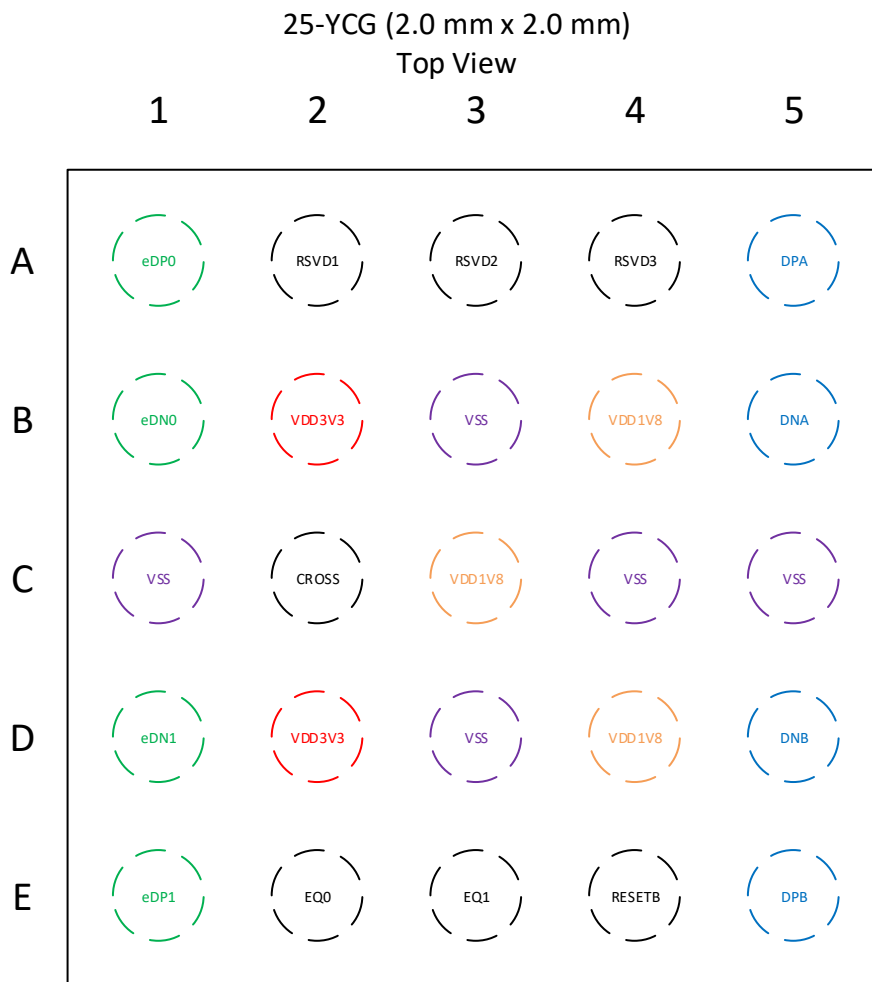 25-YCG (2.0 mm x 2.0 mm)
Top View
1 2 3 4 5
A eDP0 RSVD1 RSVD2 RSVD3 DPA
B eDN0 VDD3V3 VSS VDD1V8 DNA
C VSS CROSS VDD1V8 VSS VSS
D eDN1 VDD3V3 VSS VDD1V8 DNB
E eDP1 EQ0 EQ1 RESETB DPB